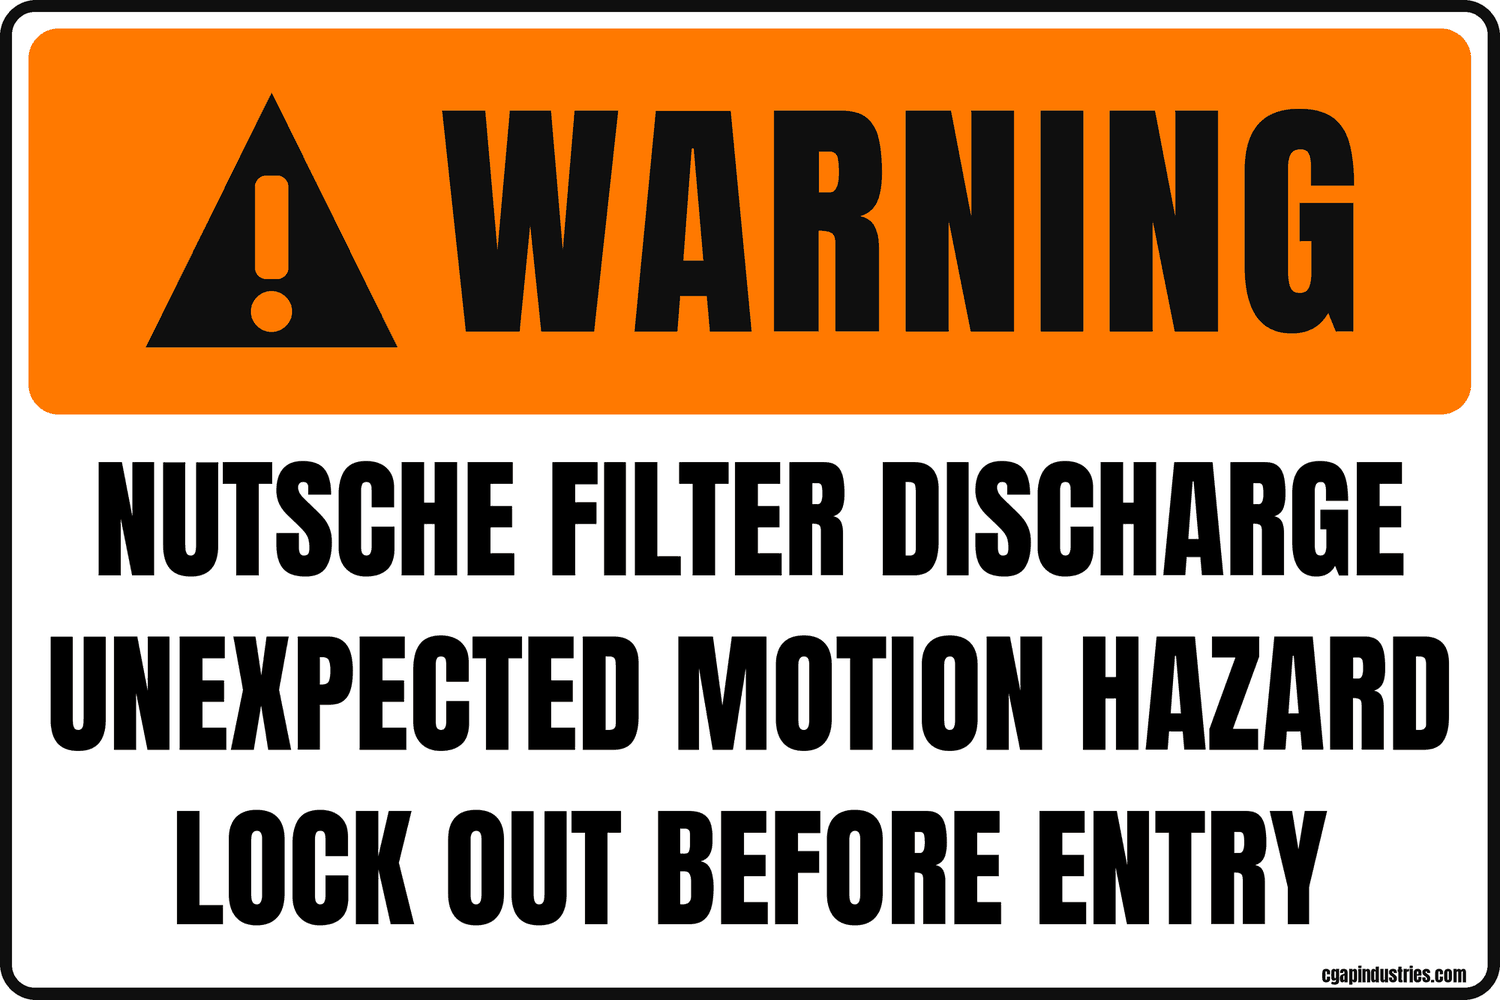 WARNING
NUTSCHE FILTER DISCHARGE
UNEXPECTED MOTION HAZARD
LOCK OUT BEFORE ENTRY
cgapindustries.com